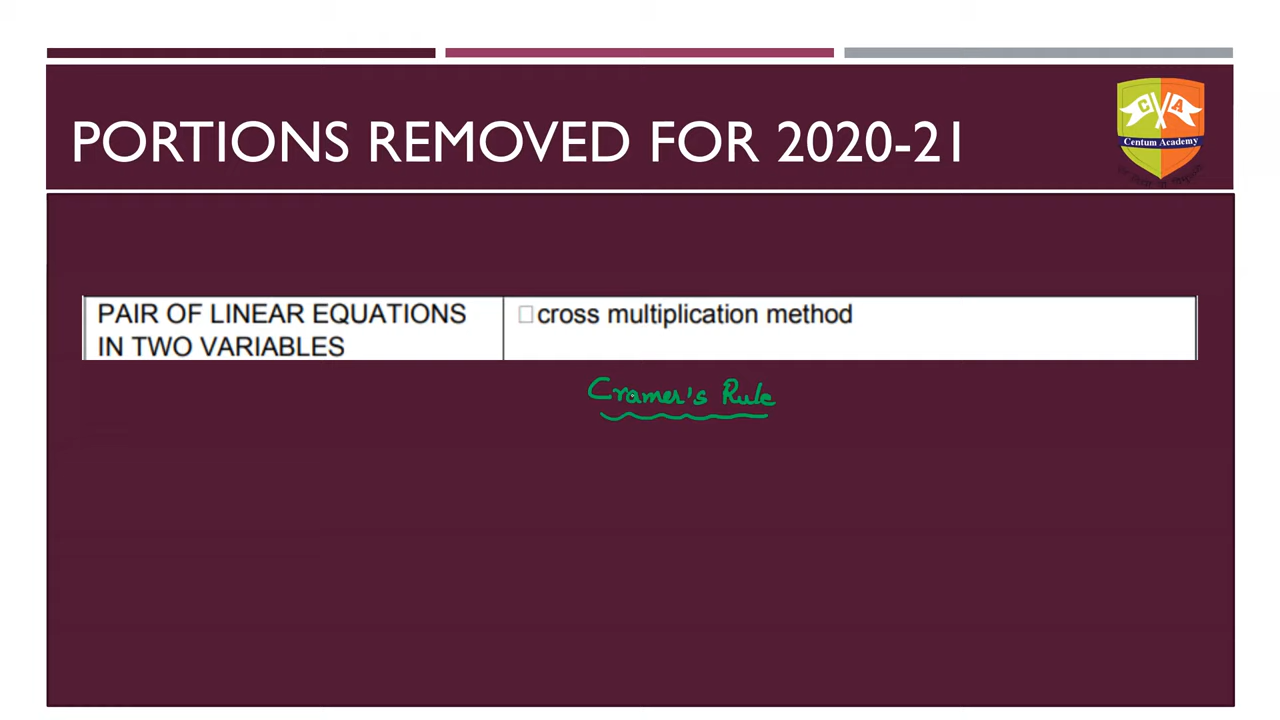 PORTIONS REMOVED FOR 2020-21
C A
Centum Academy
PAIR OF LINEAR EQUATIONS
IN TWO VARIABLES
cross multiplication method
Cramer's Rule